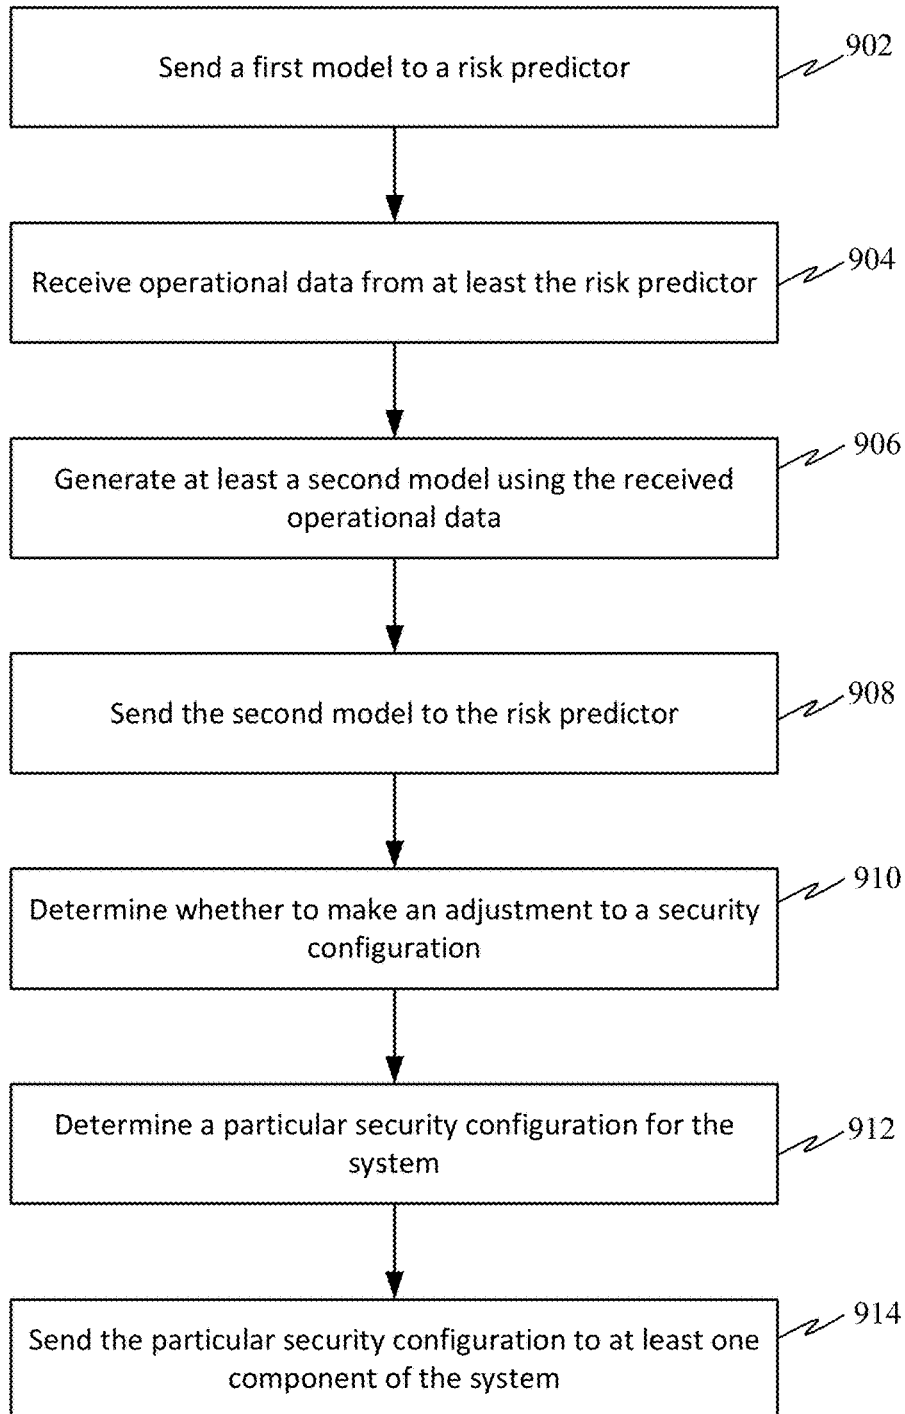 Send a first model to a risk predictor
902
Receive operational data from at least the risk predictor
904
Generate at least a second model using the received
operational data
906
Send the second model to the risk predictor
908
Determine whether to make an adjustment to a security
configuration
910
Determine a particular security configuration for the
system
912
Send the particular security configuration to at least one
component of the system
914